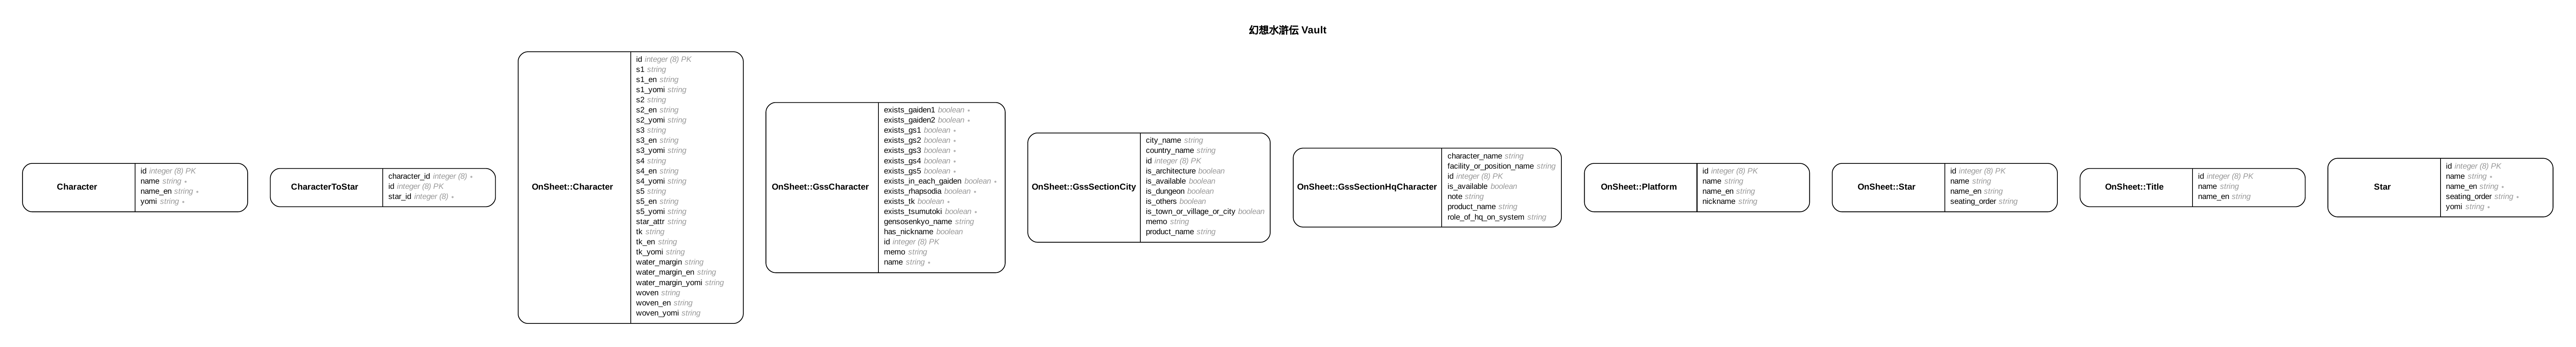 幻想水滸伝 Vault
Character
id integer (8) PK
name string *
name_en string *
yomi string *
CharacterToStar
character_id integer (8) *
id integer (8) PK
star_id integer (8) *
OnSheet::Character
id integer (8) PK
s1 string
s1_en string
s1_yomi string
s2 string
s2_en string
s2_yomi string
s3 string
s3_en string
s3_yomi string
s4 string
s4_en string
s4_yomi string
s5 string
s5_en string
s5_yomi string
star_attr string
tk string
tk_en string
tk_yomi string
water_margin string
water_margin_en string
water_margin_yomi string
woven string
woven_en string
woven_yomi string
OnSheet::GssCharacter
exists_gaiden1 boolean *
exists_gaiden2 boolean *
exists_gs1 boolean *
exists_gs2 boolean *
exists_gs3 boolean *
exists_gs4 boolean *
exists_gs5 boolean *
exists_in_each_gaiden boolean *
exists_rhapsodia boolean *
exists_tk boolean *
exists_tsumutoki boolean *
gensosenkyo_name string
has_nickname boolean
id integer (8) PK
memo string
name string *
OnSheet::GssSectionCity
city_name string
country_name string
id integer (8) PK
is_architecture boolean
is_available boolean
is_dungeon boolean
is_others boolean
is_town_or_village_or_city boolean
memo string
product_name string
OnSheet::GssSectionHqCharacter
character_name string
facility_or_position_name string
id integer (8) PK
is_available boolean
note string
product_name string
role_of_hq_on_system string
OnSheet::Platform
id integer (8) PK
name string
name_en string
nickname string
OnSheet::Star
id integer (8) PK
name string
name_en string
seating_order string
OnSheet::Title
id integer (8) PK
name string
name_en string
Star
id integer (8) PK
name string *
name_en string *
seating_order string *
yomi string *